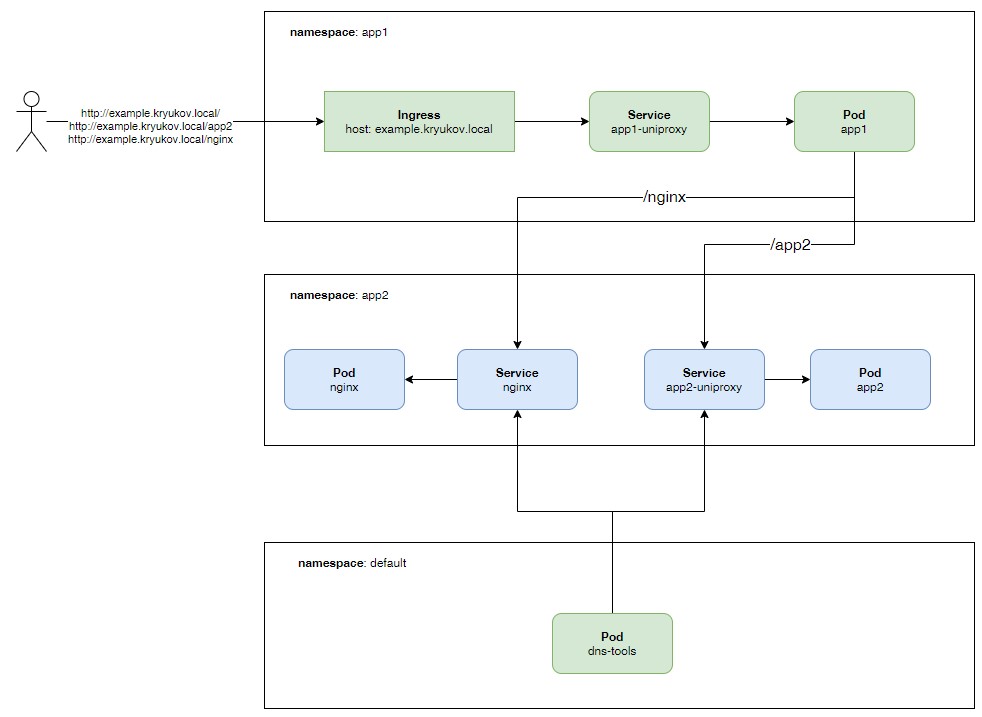 namespace: app1
http://example.kryukov.local/
http://example.kryukov.local/app2
http://example.kryukov.local/nginx
Ingress
host: example.kryukov.local
Service
app1-uniproxy
Pod
app1
/nginx
/app2
namespace: app2
Pod
nginx
Service
nginx
Service
app2-uniproxy
Pod
app2
namespace: default
Pod
dns-tools